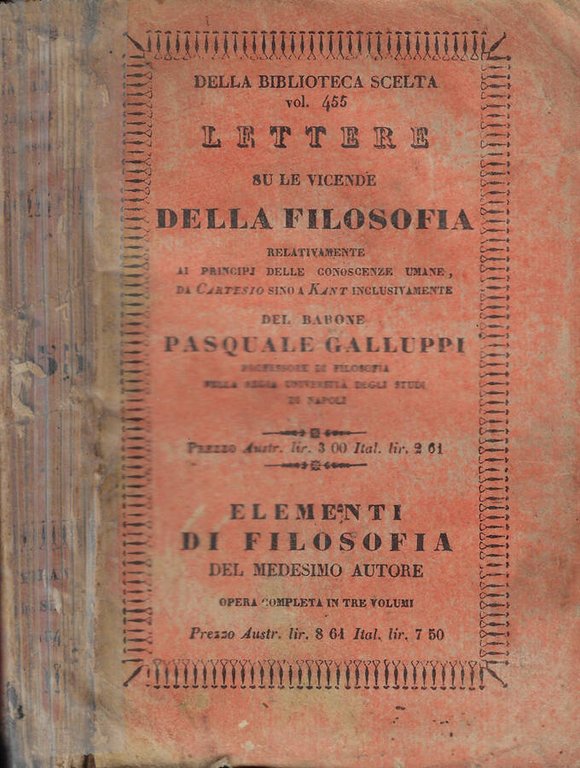 DELLA BIBLIOTECA SCELTA
vol. 455
LETTERE
SU LE VICENDE
DELLA FILOSOFIA
RELATIVAMENTE
AI PRINCIPJ DELLE CONOSCENZE UMANE,
DA CARTESIO SINO A KANT INCLUSIVAMENTE
DEL BARONE
PASQUALE GALLUPPI
PROFESSORE DI FILOSOFIA
NELLA REGIA UNIVERSITÀ DEGLI STUDI
DI NAPOLI
Prezzo Austr. lir. 3 00 Ital. lir. 2 61
ELEMENTI
DI FILOSOFIA
DEL MEDESIMO AUTORE
OPERA COMPLETA IN TRE VOLUMI
Prezzo Austr. lir. 8 61 Ital. lir. 7 50